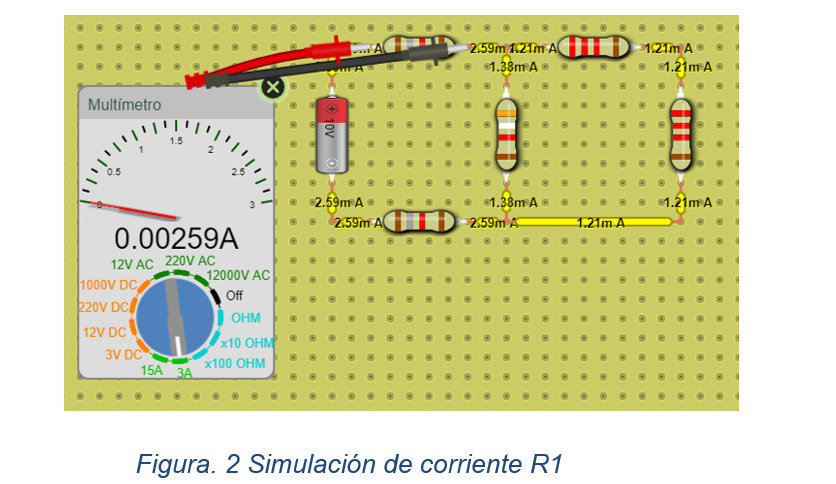 2.59m A
1.21m A
1.21m A
1.38m A
1.21m A
Multímetro
0
0.5
1
1.5
2
2.5
3
10V
0.00259A
2.59m A
1.38m A
1.21m A
2.59m A
2.59m A
1.21m A
12V AC
220V AC
12000V AC
1000V DC
Off
220V DC
OHM
12V DC
x10 OHM
3V DC
x100 OHM
15A
3A
Figura. 2 Simulación de corriente R1